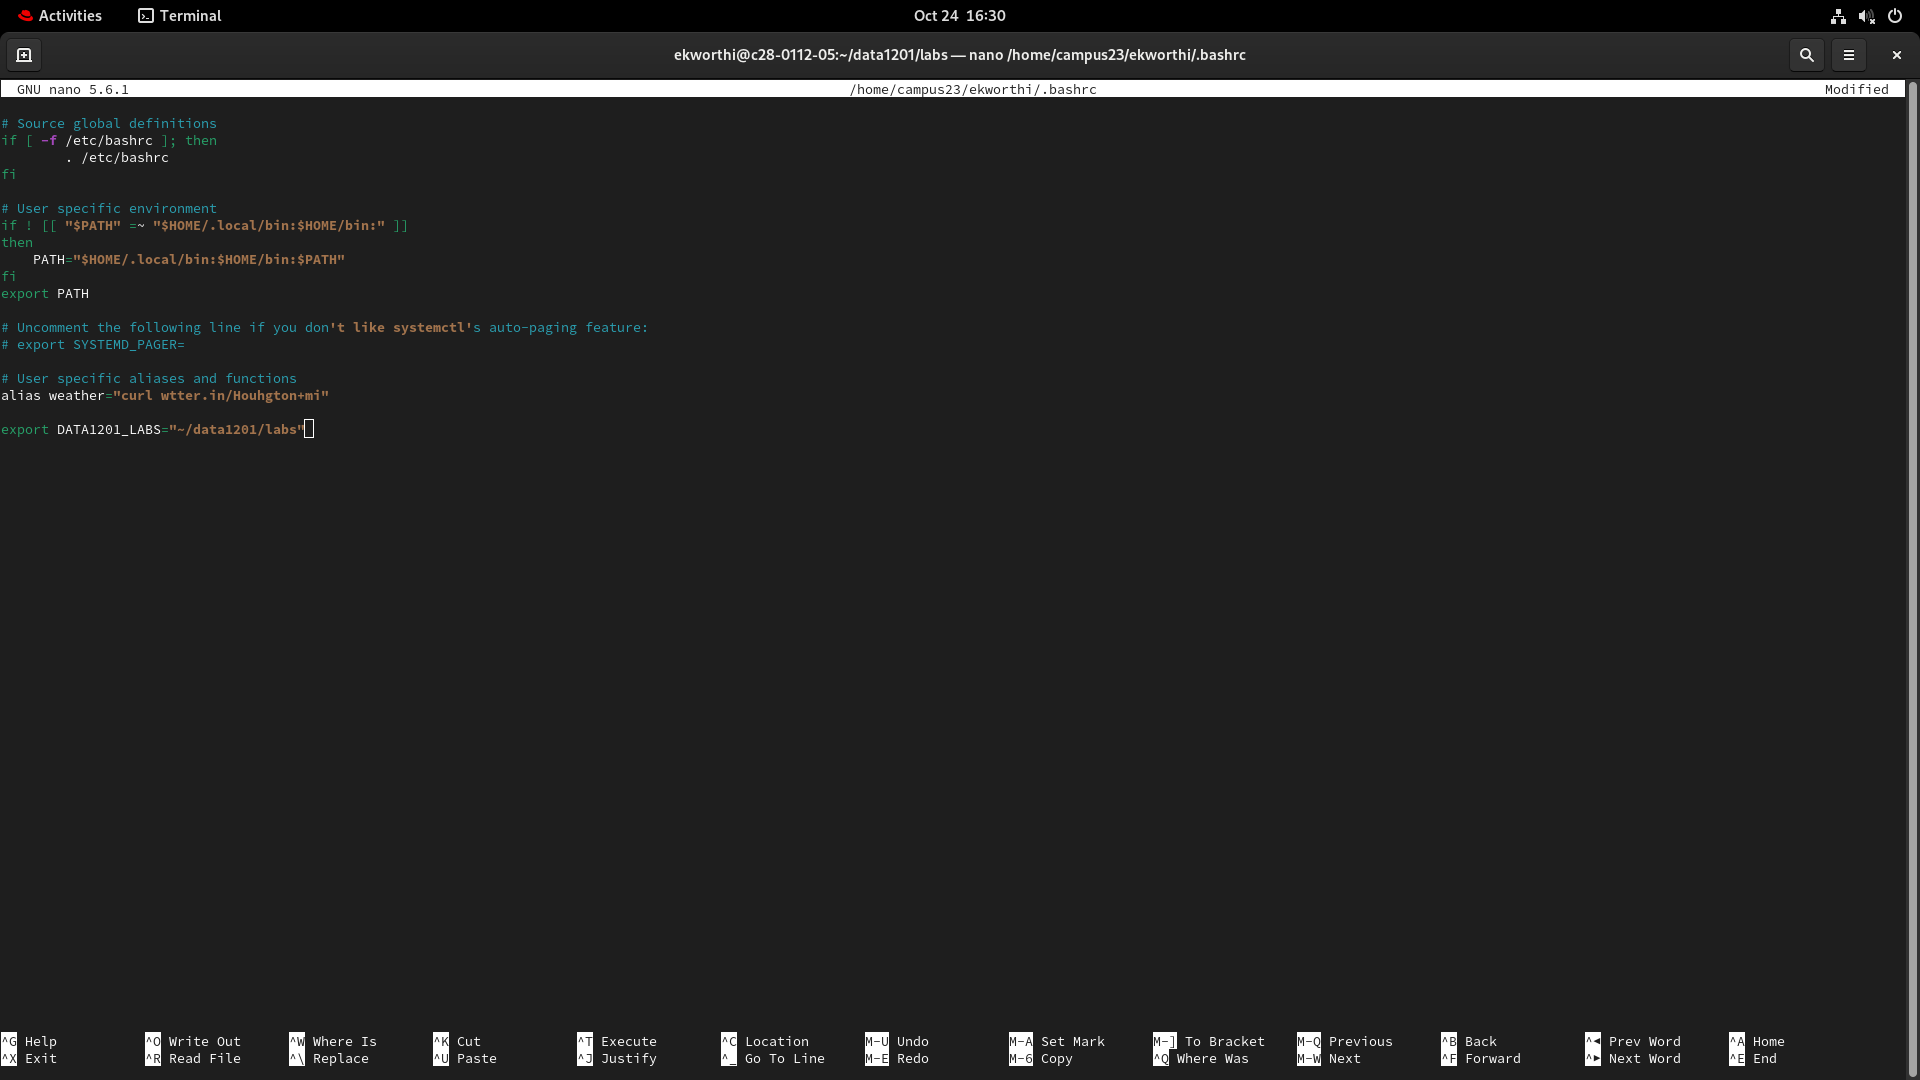 Activities Terminal Oct 24 16:30
ekworthi@c28-0112-05:~/data1201/labs — nano /home/campus23/ekworthi/.bashrc
GNU nano 5.6.1 /home/campus23/ekworthi/.bashrc Modified
# Source global definitions
if [ -f /etc/bashrc ]; then
. /etc/bashrc
fi
# User specific environment
if ! [[ "$PATH" =~ "$HOME/.local/bin:$HOME/bin:" ]]
then
PATH="$HOME/.local/bin:$HOME/bin:$PATH"
fi
export PATH
# Uncomment the following line if you don't like systemctl's auto-paging feature:
# export SYSTEMD_PAGER=
# User specific aliases and functions
alias weather="curl wtter.in/Houhgton+mi"
export DATA1201_LABS="~/data1201/labs"
^G Help ^O Write Out ^W Where Is ^K Cut ^T Execute ^C Location M-U Undo M-A Set Mark M-] To Bracket M-Q Previous ^B Back ^◂ Prev Word ^A Home
^X Exit ^R Read File ^\ Replace ^U Paste ^J Justify ^_ Go To Line M-E Redo M-6 Copy ^Q Where Was M-W Next ^F Forward ^▸ Next Word ^E End